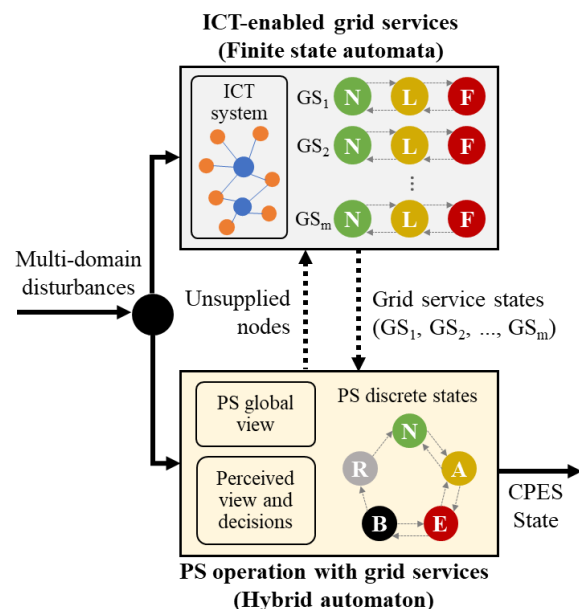 ICT-enabled grid services
(Finite state automata)
ICT
system
GS1 N L F
GS2 N L F
...
GSm N L F
Multi-domain
disturbances
Unsupplied
nodes
Grid service states
(GS1, GS2, ..., GSm)
PS global
view
PS discrete states
N
R A
B E
Perceived
view and
decisions
CPES
State
PS operation with grid services
(Hybrid automaton)